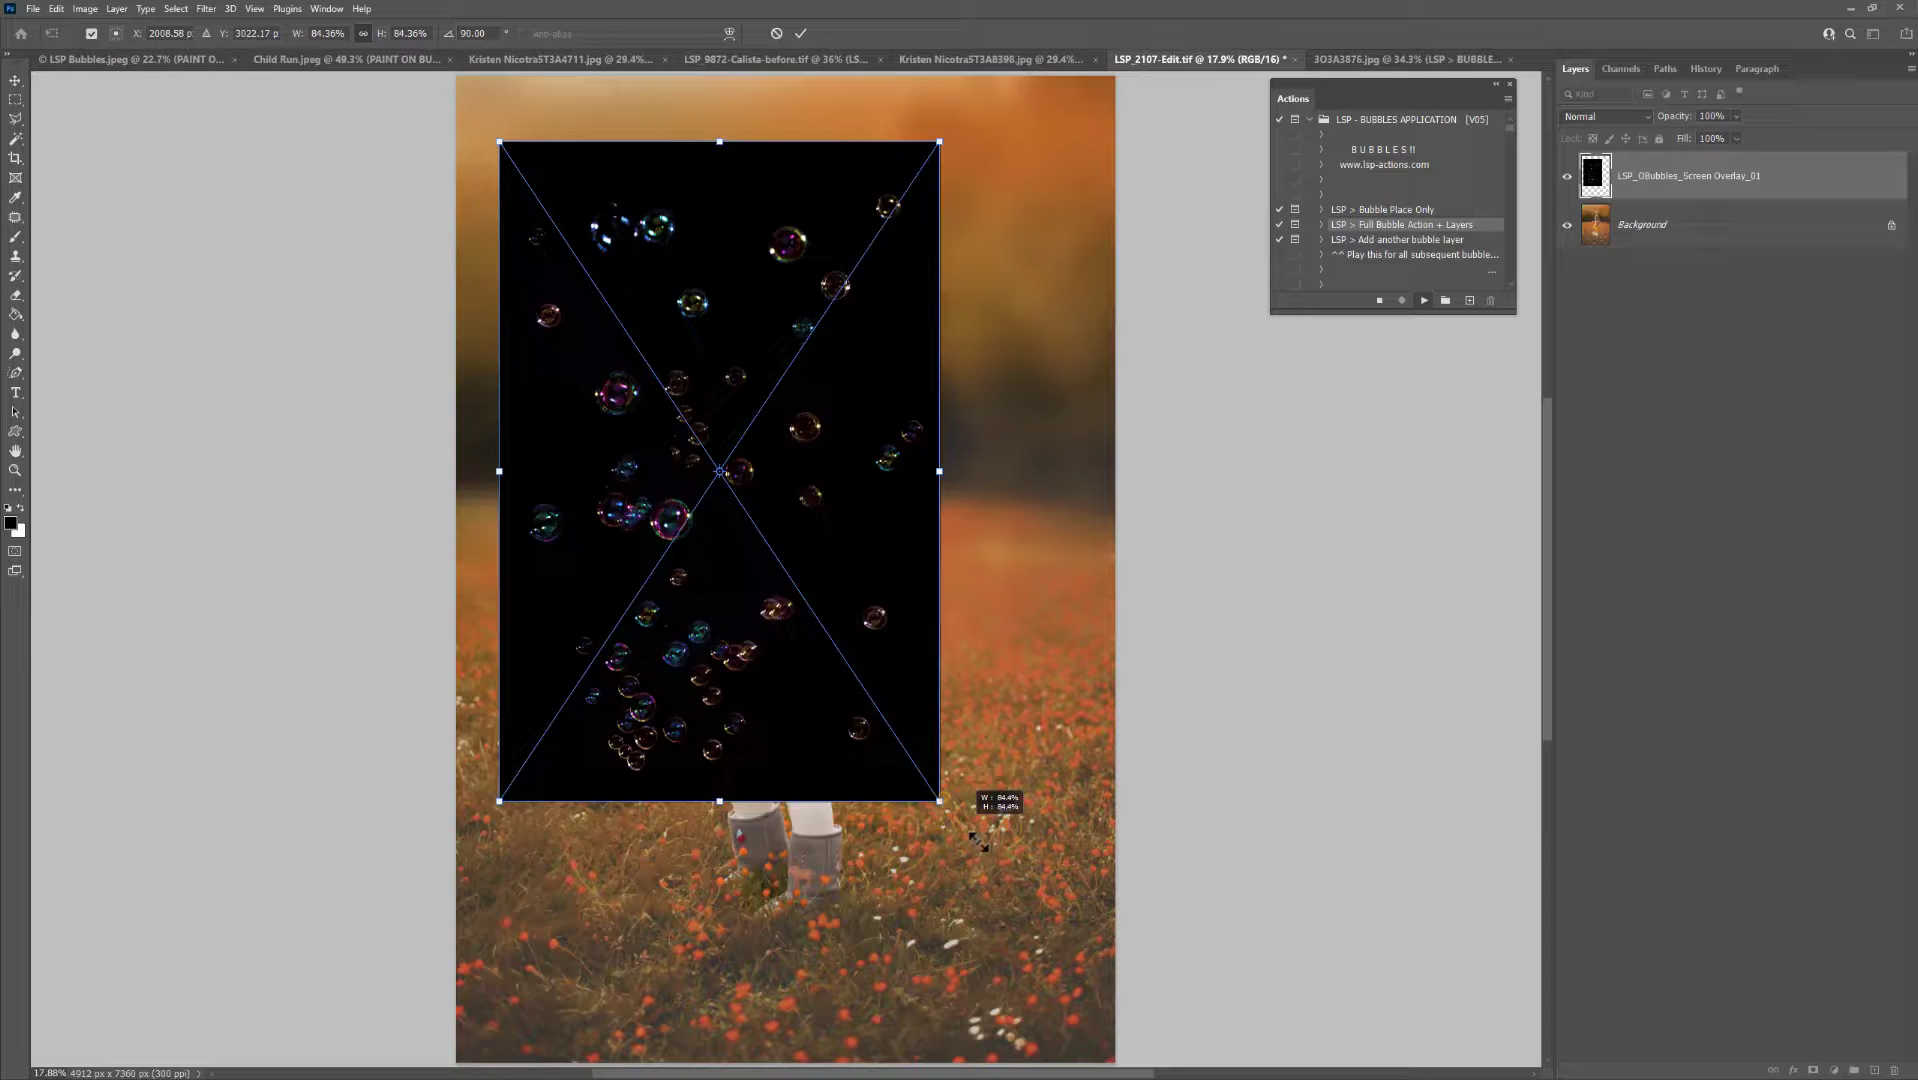 Ps File Edit Image Layer Type Select Filter 3D View Plugins Window Help
X: 2008.58 p Y: 3022.17 p W: 84.36% H: 84.36% 90.00 ° Anti-alias
© LSP Bubbles.jpeg @ 22.7% (PAINT O... × Child Run.jpeg @ 49.3% (PAINT ON BU... × Kristen Nicotra5T3A4711.jpg @ 29.4%... × LSP_9872-Calista-before.tif @ 36% (LS... × Kristen Nicotra5T3A8398.jpg @ 29.4%... × LSP_2107-Edit.tif @ 17.9% (RGB/16) * × 3O3A3876.jpg @ 34.3% (LSP > BUBBLE... ×
Layers Channels Paths History Paragraph
Kind
Normal Opacity: 100%
Lock: Fill: 100%
LSP_OBubbles_Screen Overlay_01
Background
Actions
LSP - BUBBLES APPLICATION [V05]
B U B B L E S !!
www.lsp-actions.com
LSP > Bubble Place Only
LSP > Full Bubble Action + Layers
LSP > Add another bubble layer
^^ Play this for all subsequent bubble...
...
W : 84.4%
H : 84.4%
17.88% 4912 px x 7360 px (300 ppi)